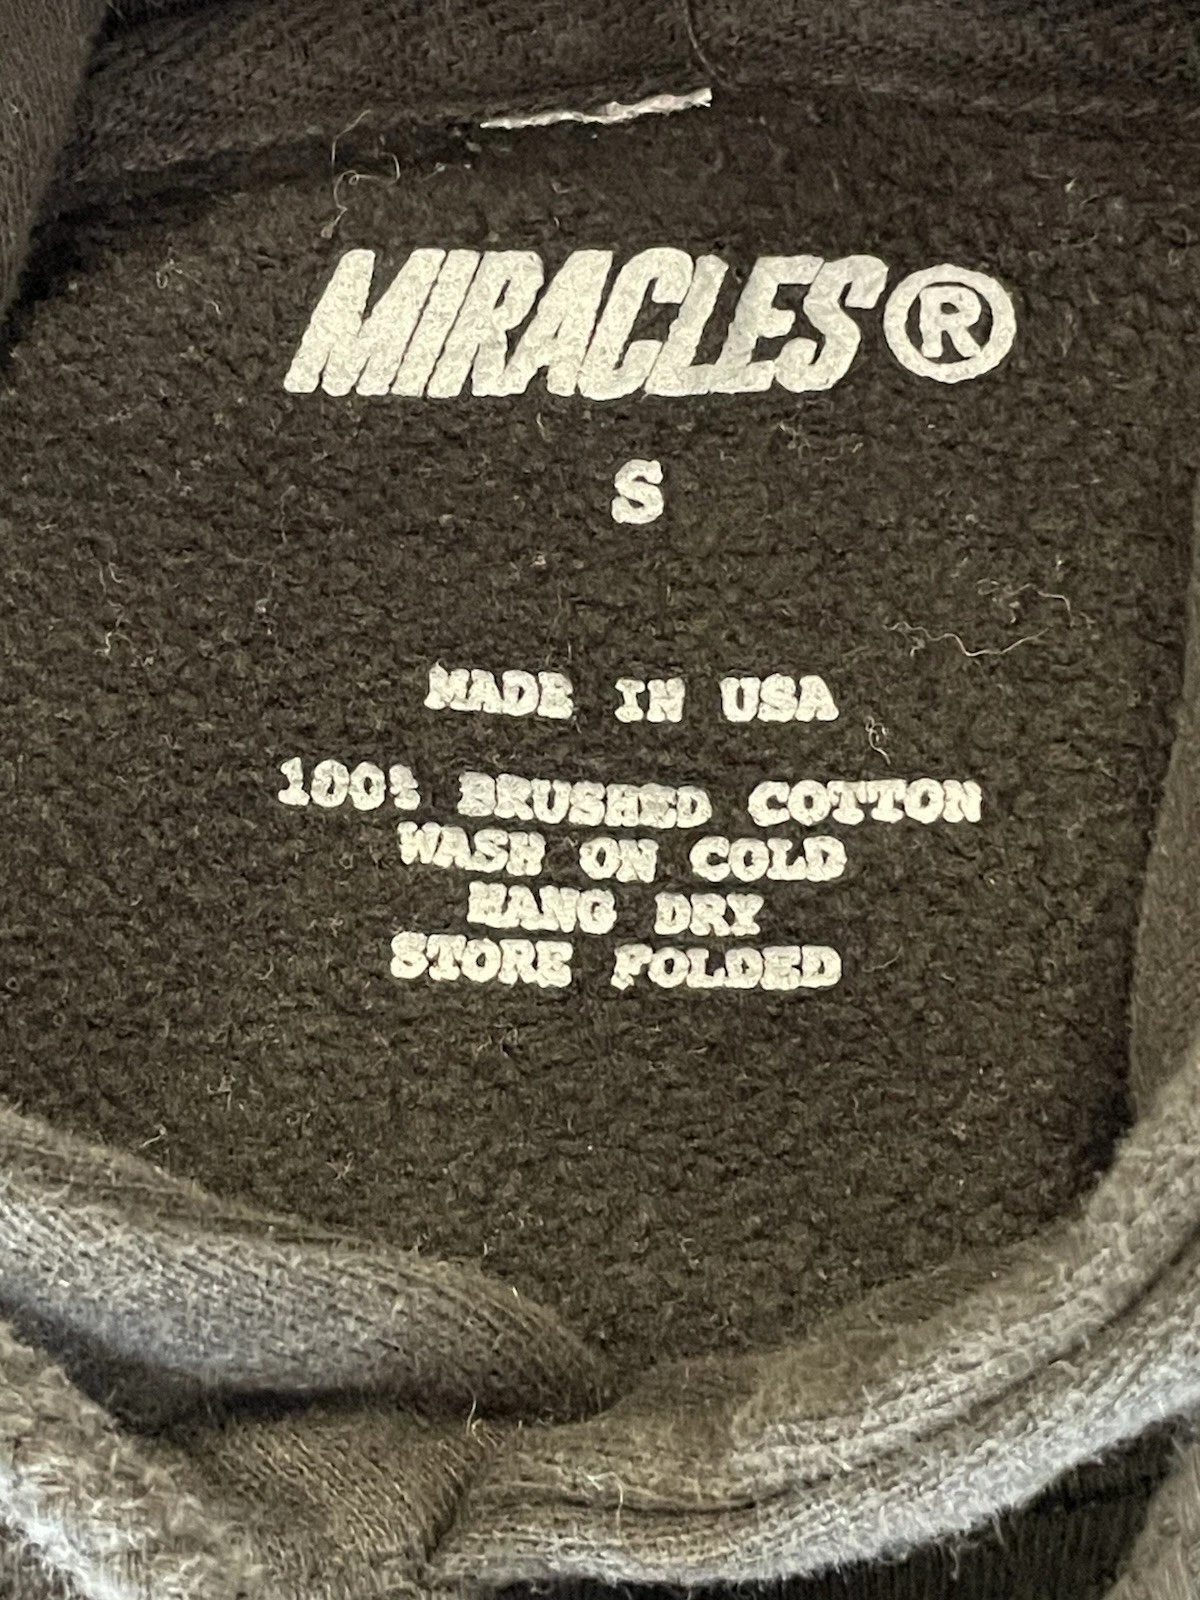 MIRACLES®
S
MADE IN USA
100% BRUSHED COTTON
WASH ON COLD
HANG DRY
STORE FOLDED